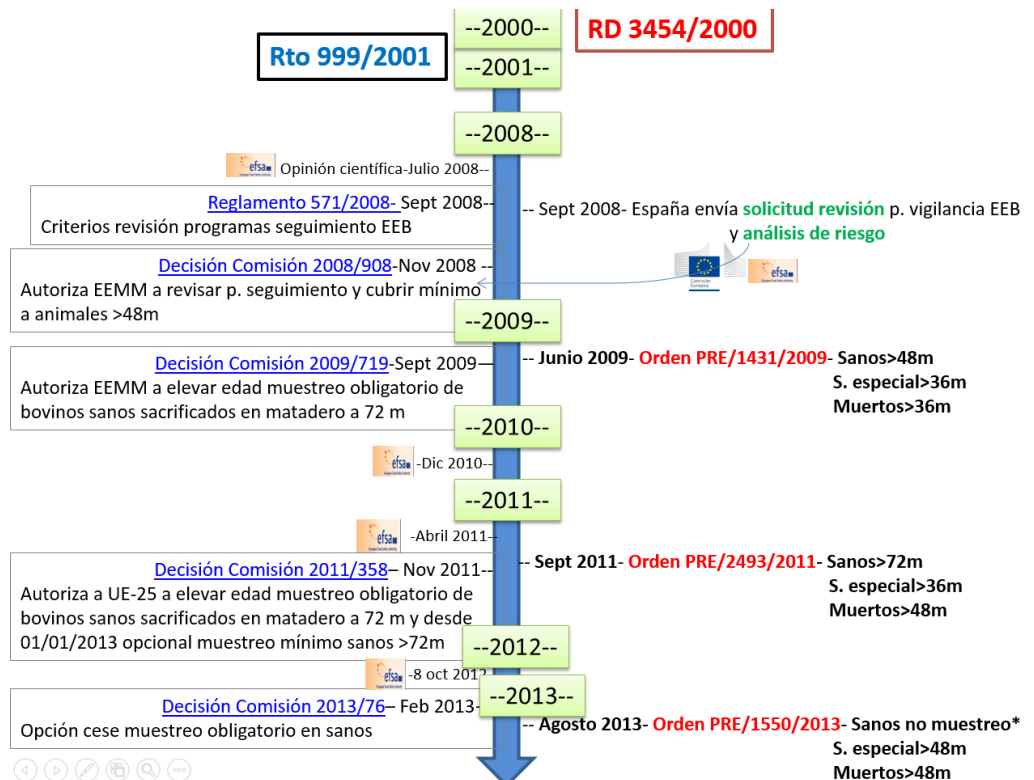 --2000--
RD 3454/2000
Rto 999/2001
--2001--
--2008--
efsa
Opinión científica-Julio 2008--
Reglamento 571/2008- Sept 2008--
Criterios revisión programas seguimiento EEB
-- Sept 2008- España envía solicitud revisión p. vigilancia EEB
y análisis de riesgo
Decisión Comisión 2008/908-Nov 2008 --
Autoriza EEMM a revisar p. seguimiento y cubrir mínimo
a animales >48m
Comisión
Europea
efsa
--2009--
Decisión Comisión 2009/719-Sept 2009--
Autoriza EEMM a elevar edad muestreo obligatorio de
bovinos sanos sacrificados en matadero a 72 m
-- Junio 2009- Orden PRE/1431/2009- Sanos>48m
S. especial>36m
Muertos>36m
--2010--
efsa
-Dic 2010--
--2011--
efsa
-Abril 2011--
Decisión Comisión 2011/358– Nov 2011--
Autoriza a UE-25 a elevar edad muestreo obligatorio de
bovinos sanos sacrificados en matadero a 72 m y desde
01/01/2013 opcional muestreo mínimo sanos >72m
-- Sept 2011- Orden PRE/2493/2011- Sanos>72m
S. especial>36m
Muertos>48m
--2012--
efsa
-8 oct 2012
--2013--
Decisión Comisión 2013/76– Feb 2013-
Opción cese muestreo obligatorio en sanos
-- Agosto 2013- Orden PRE/1550/2013- Sanos no muestreo*
S. especial>48m
Muertos>48m